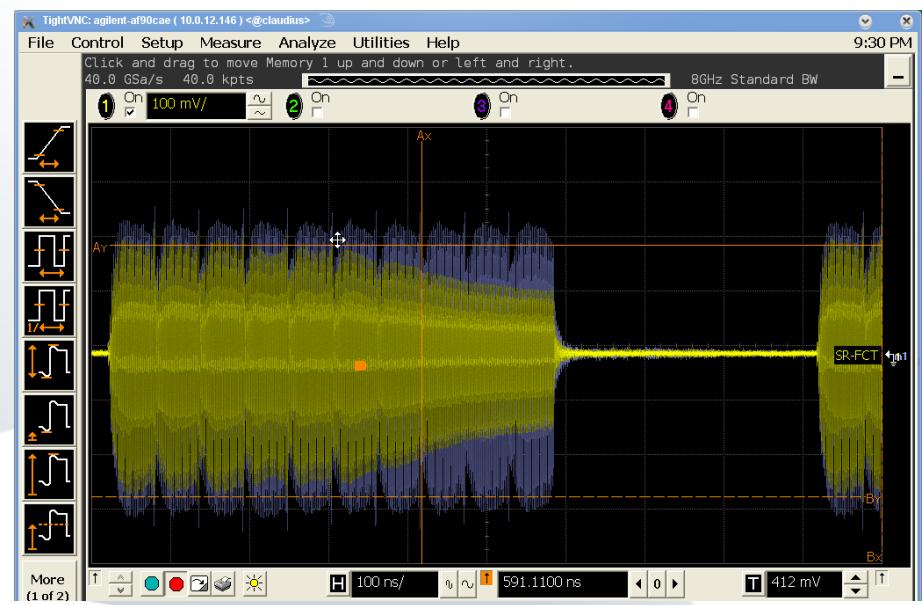 TightVNC: agilent-af90cae ( 10.0.12.146 ) <@claudius>
File Control Setup Measure Analyze Utilities Help 9:30 PM
Click and drag to move Memory 1 up and down or left and right.
40.0 GSa/s 40.0 kpts 8GHz Standard BW
1 On 100 mV/ 2 On 3 On 4 On
Ax
Ay
1/
SR-FCT
By
Bx
More
(1 of 2)
H 100 ns/ 591.1100 ns 0 T 412 mV